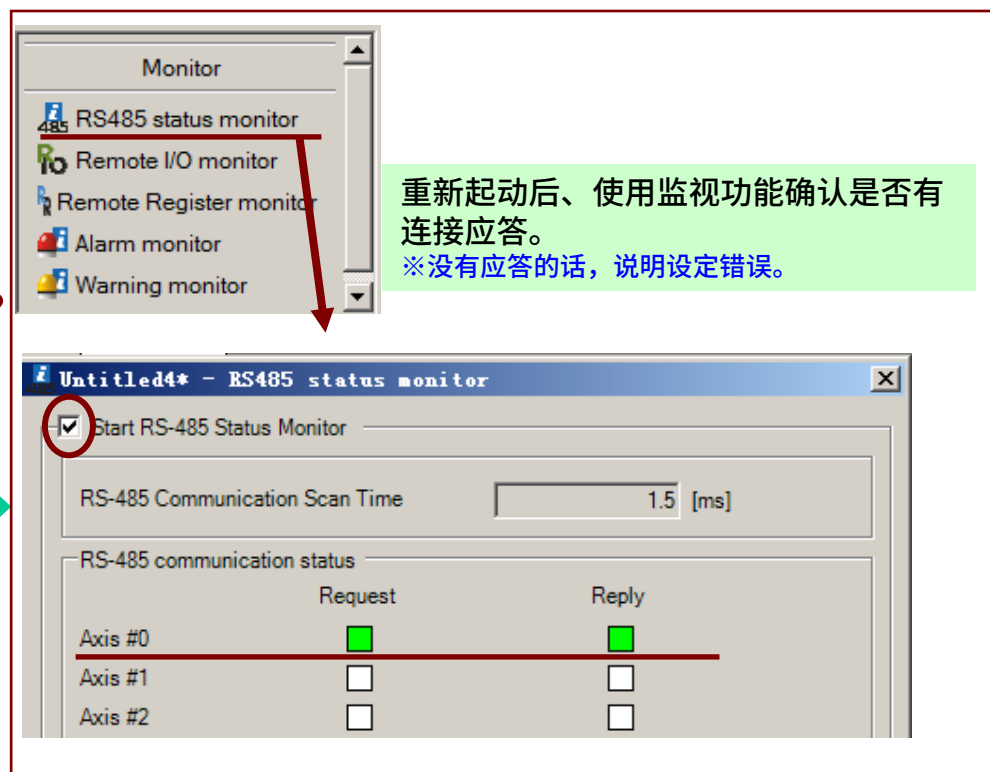 Monitor
RS485 status monitor
Remote I/O monitor
Remote Register monitor
Alarm monitor
Warning monitor
重新起动后、使用监视功能确认是否有
连接应答。
※没有应答的话，说明设定错误。
Untitled4* - RS485 status monitor
Start RS-485 Status Monitor
RS-485 Communication Scan Time 1.5 [ms]
RS-485 communication status
Request Reply
Axis #0
Axis #1
Axis #2